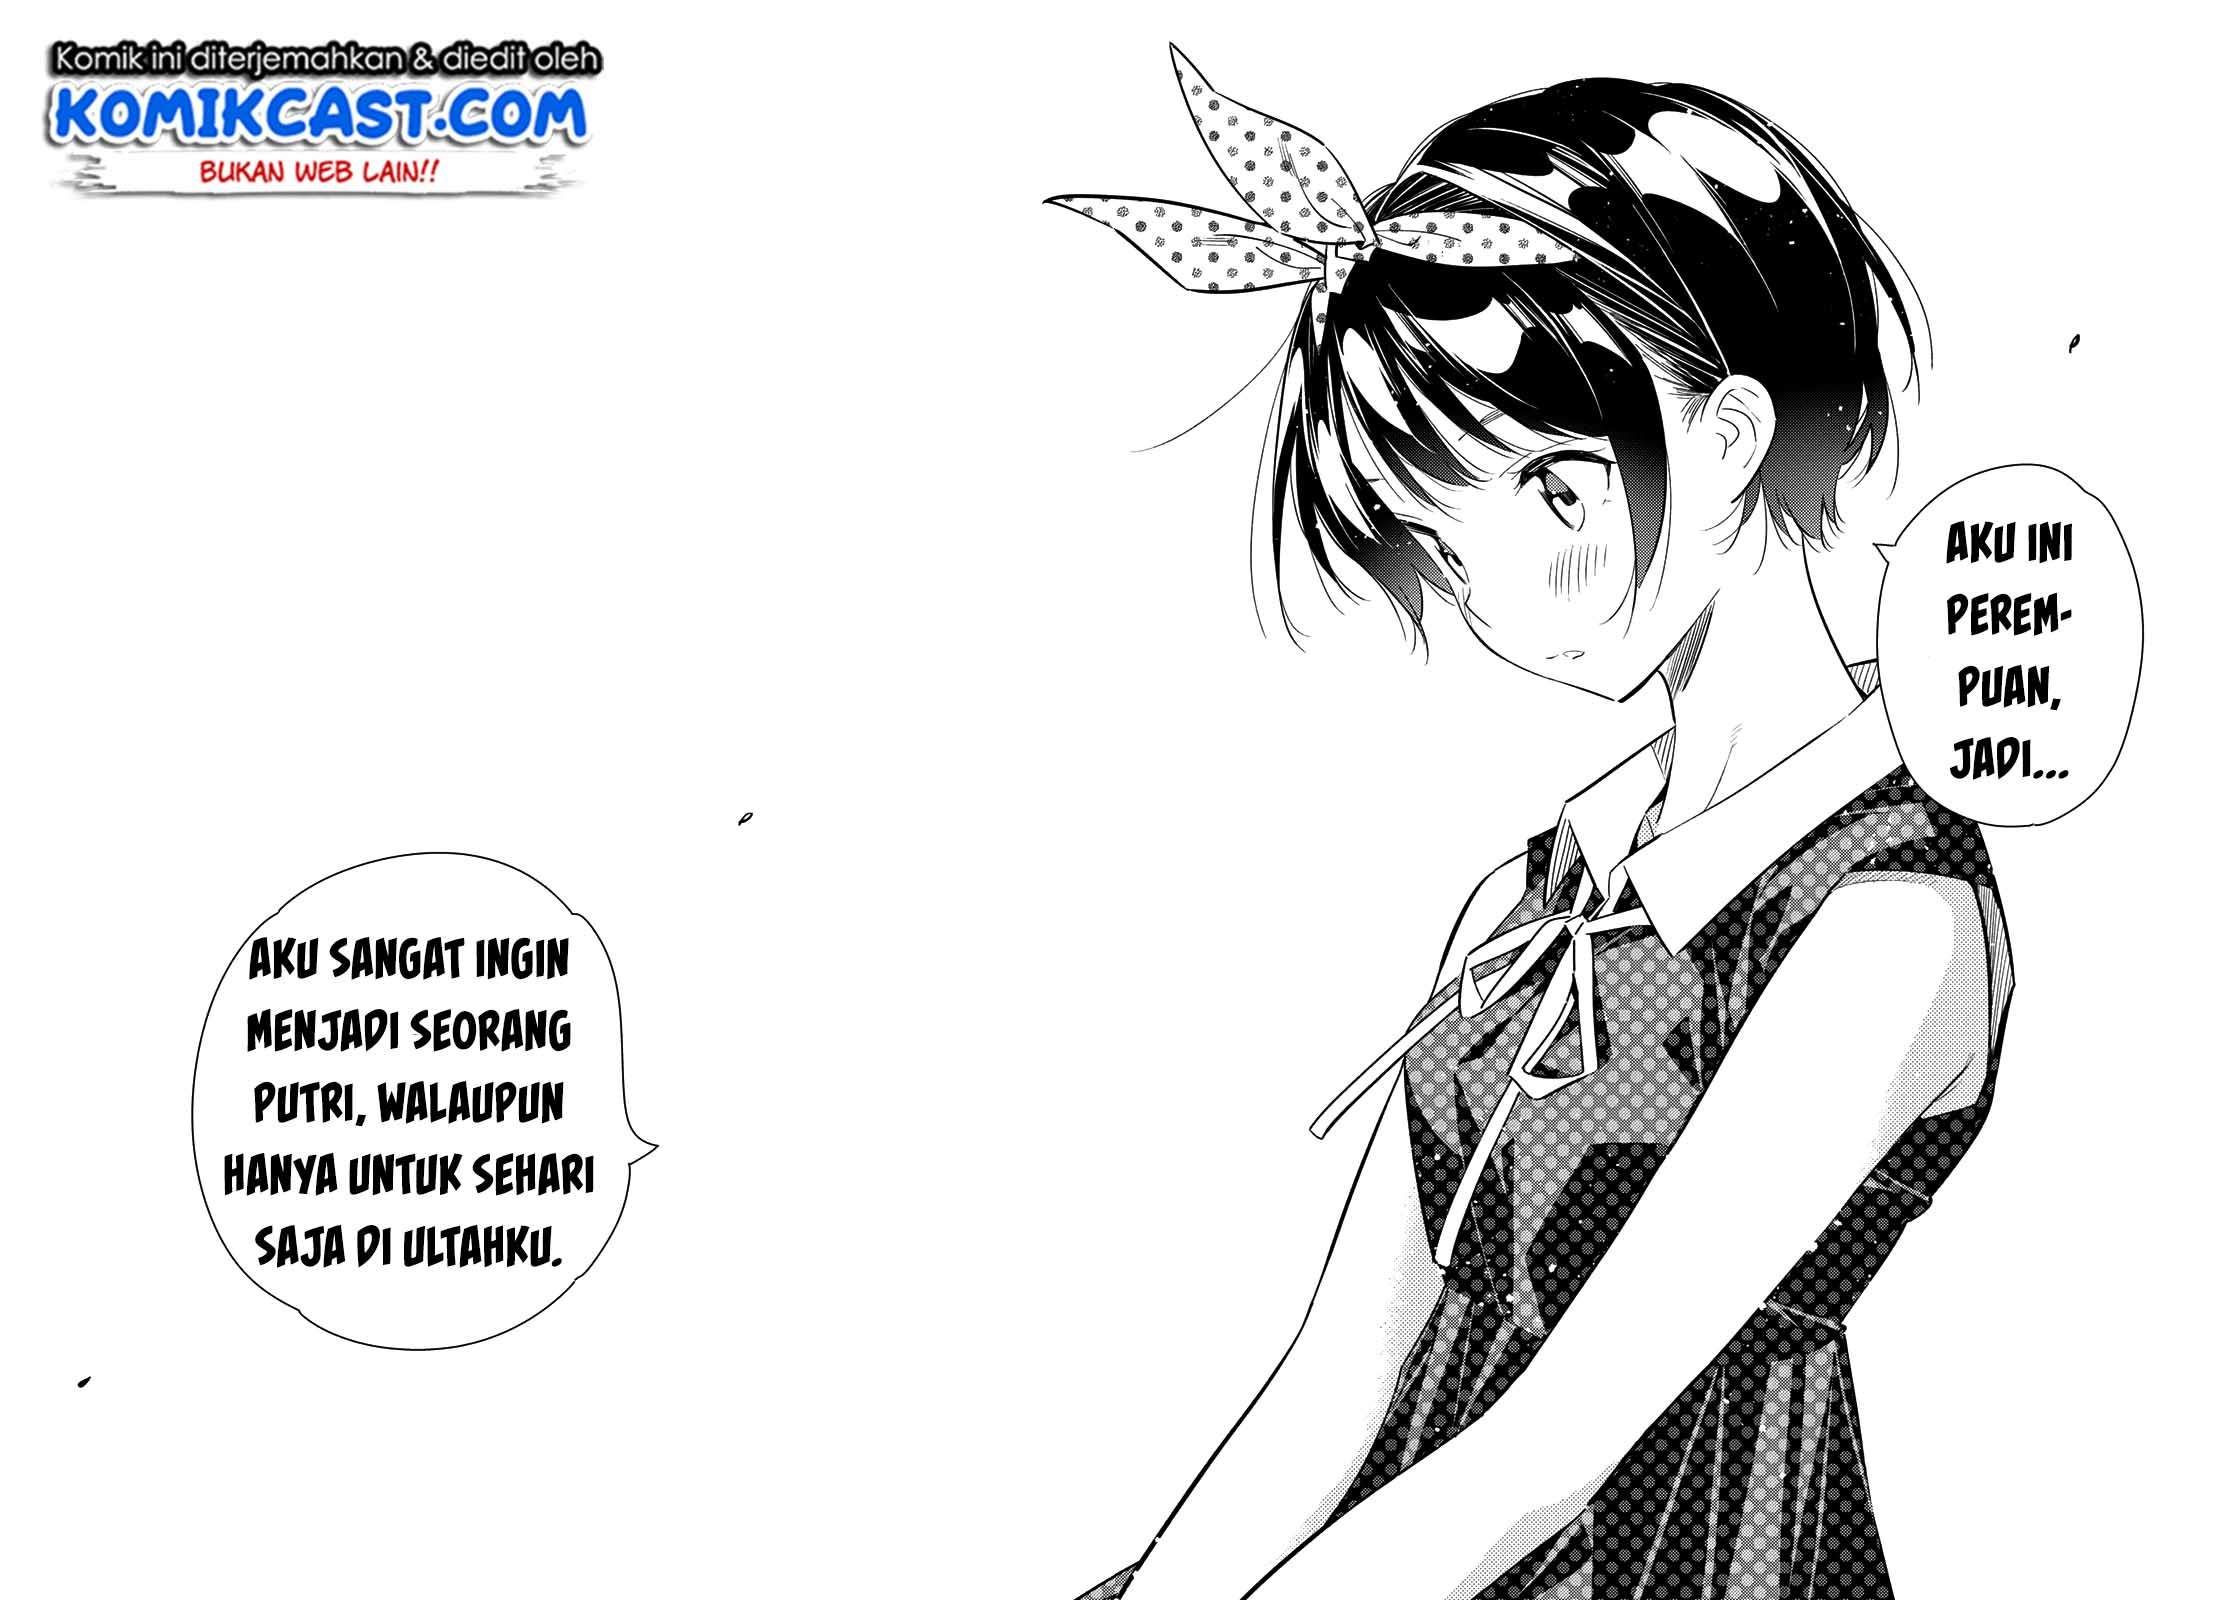 Komik ini diterjemahkan & diedit oleh
KOMIKCAST.COM
BUKAN WEB LAIN!!
AKU INI
PEREM-
PUAN,
JADI...
AKU SANGAT INGIN
MENJADI SEORANG
PUTRI, WALAUPUN
HANYA UNTUK SEHARI
SAJA DI ULTAHKU.